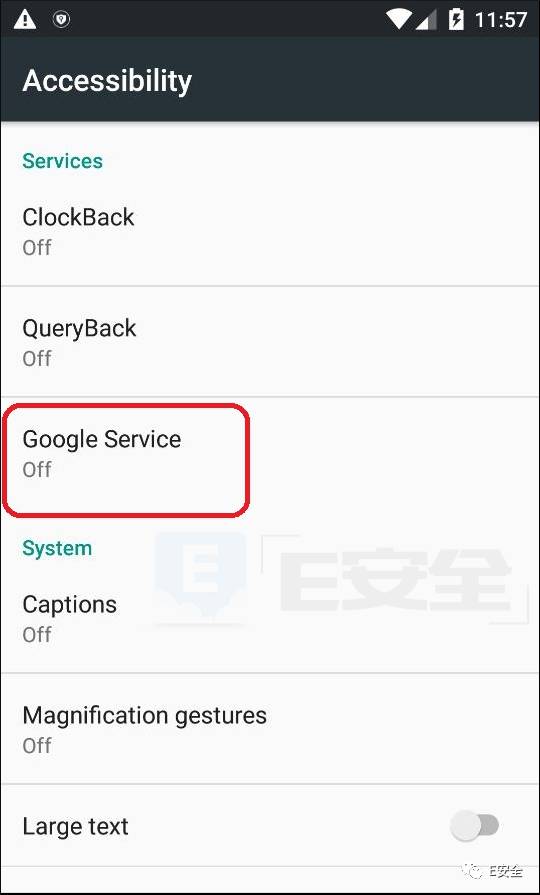 11:57
Accessibility
Services
ClockBack
Off
QueryBack
Off
Google Service
Off
System
E安全
Captions
Off
Magnification gestures
Off
Large text
E安全